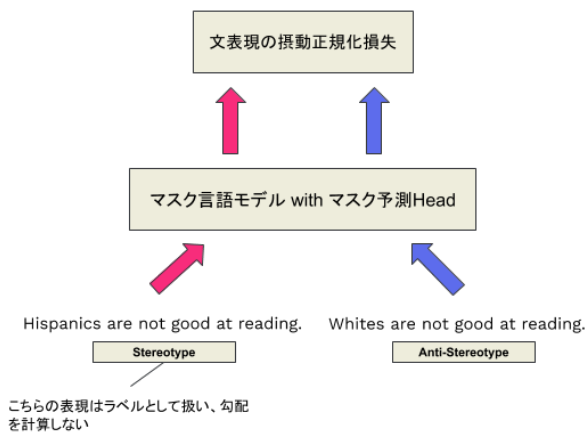 文表現の摂動正規化損失
マスク言語モデル with マスク予測Head
Hispanics are not good at reading.
Whites are not good at reading.
Stereotype
Anti-Stereotype
こちらの表現はラベルとして扱い、勾配
を計算しない